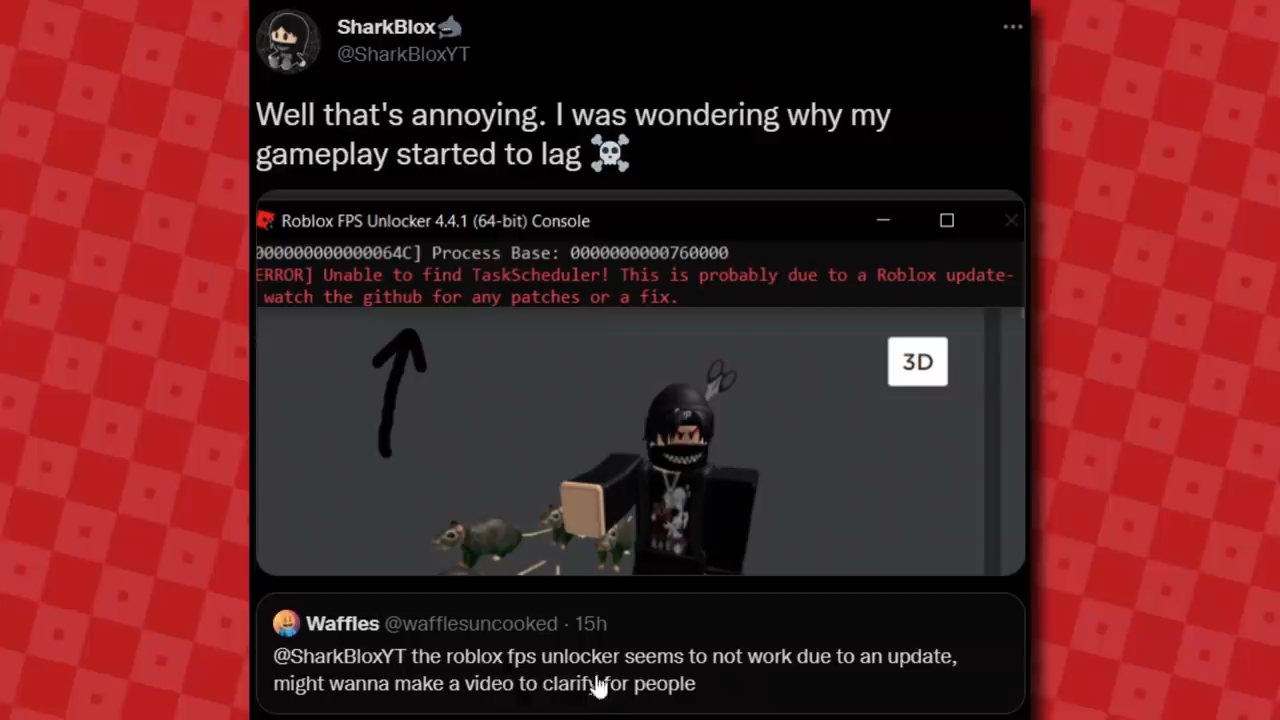 SharkBlox
@SharkBloxYT
Well that's annoying. I was wondering why my
gameplay started to lag ☠️
Roblox FPS Unlocker 4.4.1 (64-bit) Console
000000000000064C] Process Base: 0000000000760000
ERROR] Unable to find TaskScheduler! This is probably due to a Roblox update-
watch the github for any patches or a fix.
3D
Waffles @wafflesuncooked · 15h
@SharkBloxYT the roblox fps unlocker seems to not work due to an update,
might wanna make a video to clarify for people